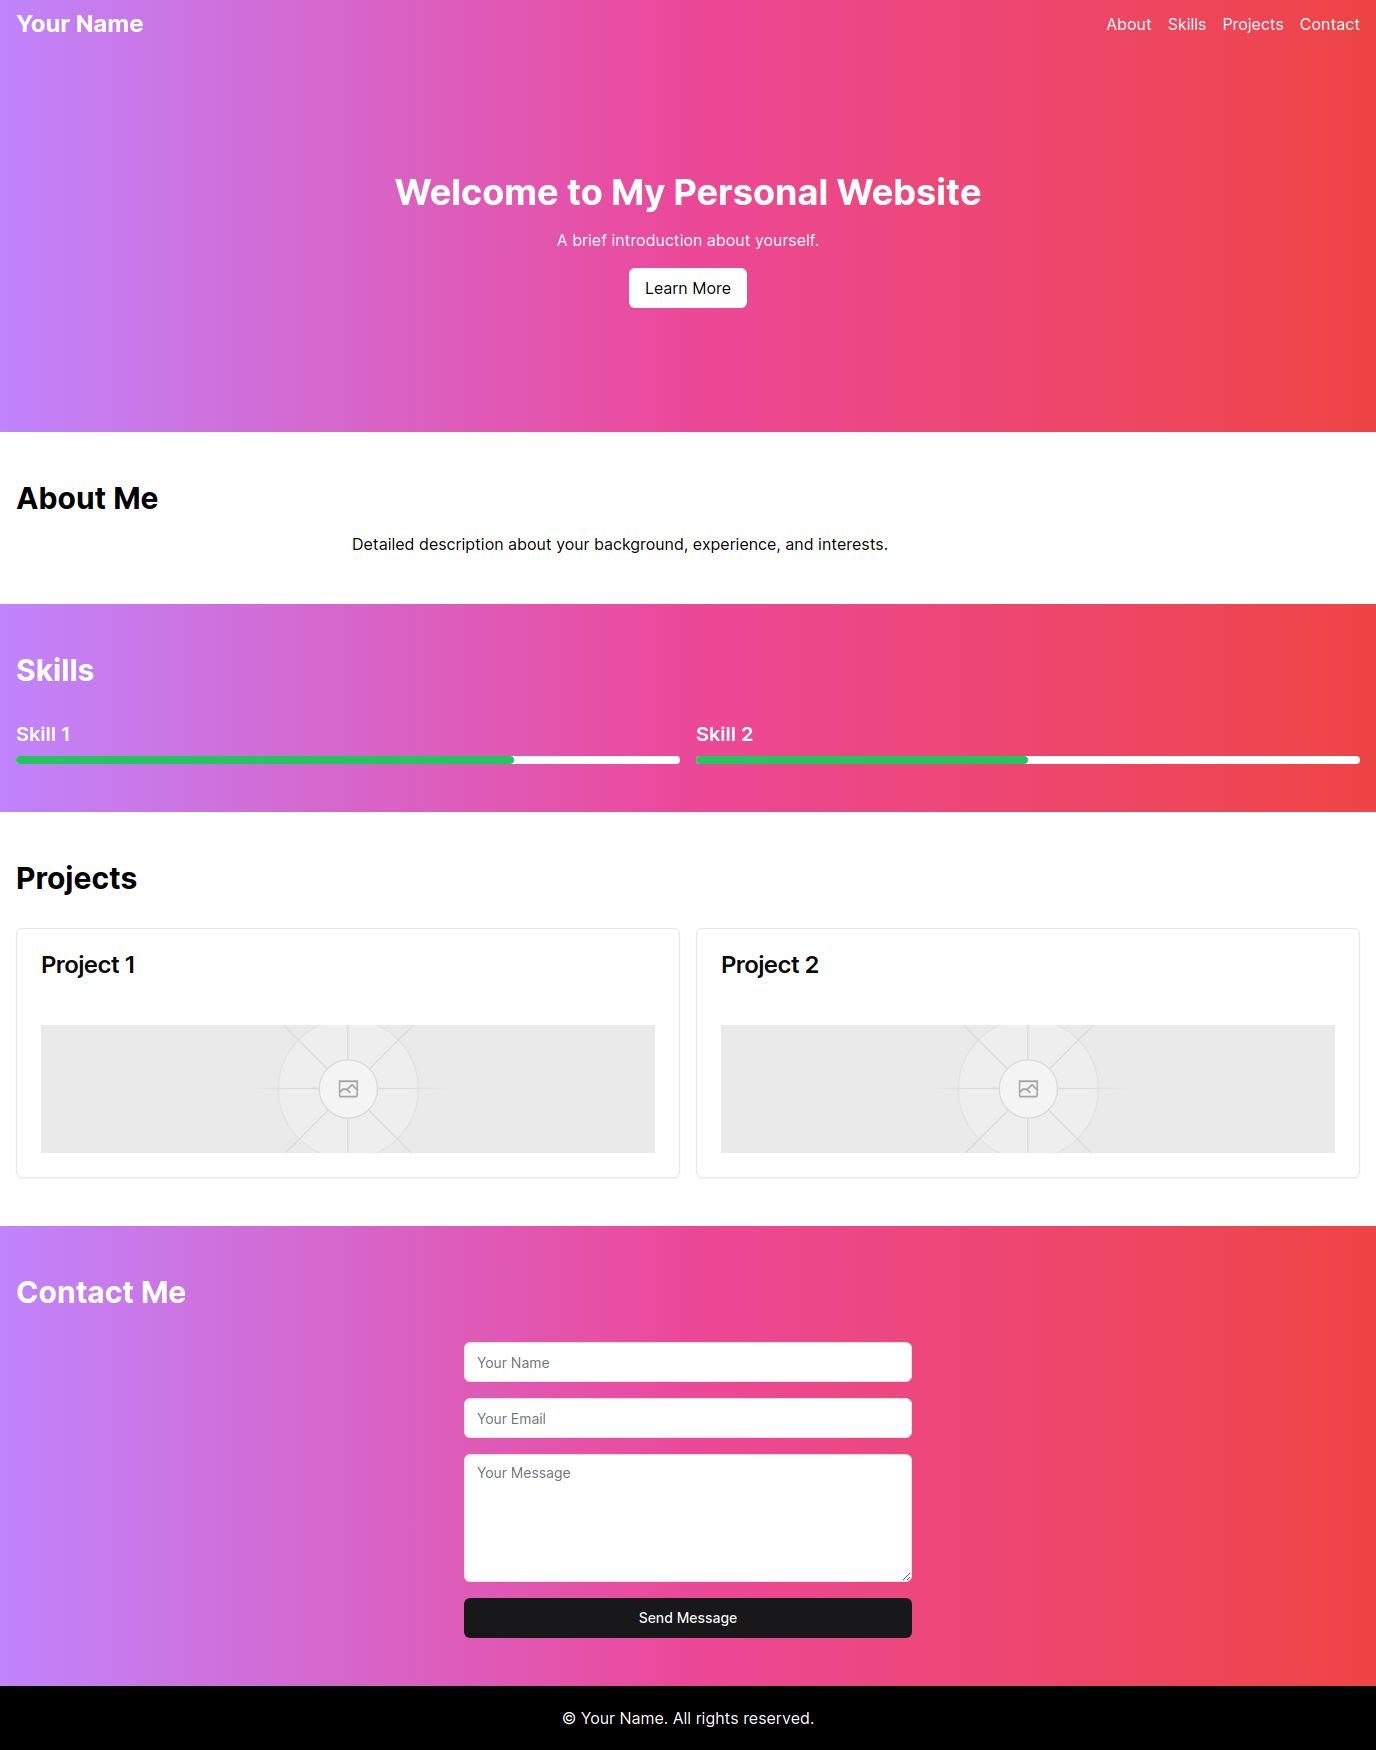 Your Name
About Skills Projects Contact
Welcome to My Personal Website
A brief introduction about yourself.
Learn More
About Me
Detailed description about your background, experience, and interests.
Skills
Skill 1
Skill 2
Projects
Project 1
Project 2
Contact Me
Your Name
Your Email
Your Message
Send Message
© Your Name. All rights reserved.